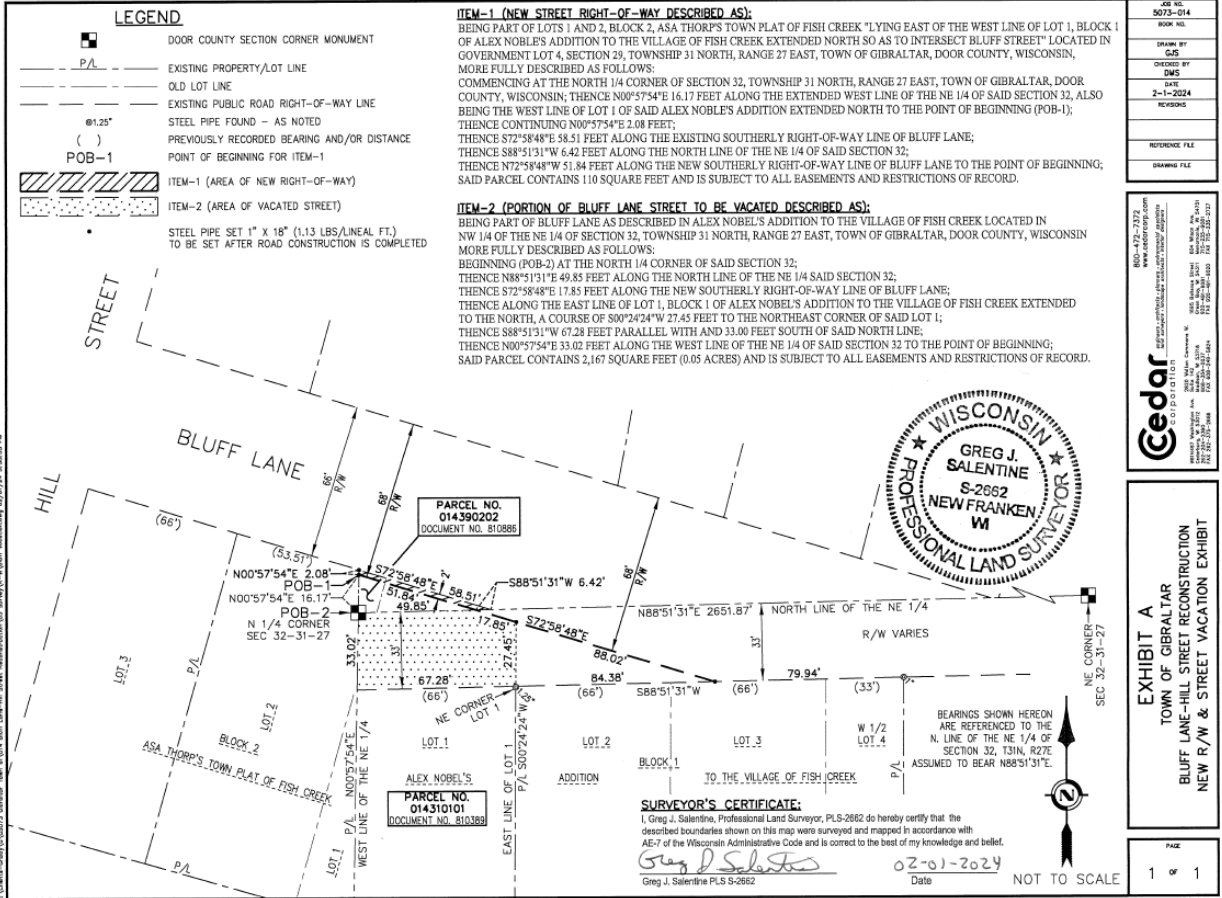 LEGEND
DOOR COUNTY SECTION CORNER MONUMENT
P/L
EXISTING PROPERTY/LOT LINE
OLD LOT LINE
EXISTING PUBLIC ROAD RIGHT-OF-WAY LINE
⌾1.25"
STEEL PIPE FOUND - AS NOTED
( )
PREVIOUSLY RECORDED BEARING AND/OR DISTANCE
POB-1
POINT OF BEGINNING FOR ITEM-1
ITEM-1 (AREA OF NEW RIGHT-OF-WAY)
ITEM-2 (AREA OF VACATED STREET)
STEEL PIPE SET 1" X 18" (1.13 LBS/LINEAL FT.)
TO BE SET AFTER ROAD CONSTRUCTION IS COMPLETED
ITEM-1 (NEW STREET RIGHT-OF-WAY DESCRIBED AS):
BEING PART OF LOTS 1 AND 2, BLOCK 2, ASA THORP'S TOWN PLAT OF FISH CREEK "LYING EAST OF THE WEST LINE OF LOT 1, BLOCK 1
OF ALEX NOBLE'S ADDITION TO THE VILLAGE OF FISH CREEK EXTENDED NORTH SO AS TO INTERSECT BLUFF STREET" LOCATED IN
GOVERNMENT LOT 4, SECTION 29, TOWNSHIP 31 NORTH, RANGE 27 EAST, TOWN OF GIBRALTAR, DOOR COUNTY, WISCONSIN,
MORE FULLY DESCRIBED AS FOLLOWS:
COMMENCING AT THE NORTH 1/4 CORNER OF SECTION 32, TOWNSHIP 31 NORTH, RANGE 27 EAST, TOWN OF GIBRALTAR, DOOR
COUNTY, WISCONSIN; THENCE N00°57'54"E 16.17 FEET ALONG THE EXTENDED WEST LINE OF THE NE 1/4 OF SAID SECTION 32, ALSO
BEING THE WEST LINE OF LOT 1 OF SAID ALEX NOBLE'S ADDITION EXTENDED NORTH TO THE POINT OF BEGINNING (POB-1);
THENCE CONTINUING N00°57'54"E 2.08 FEET;
THENCE S72°58'48"E 58.51 FEET ALONG THE EXISTING SOUTHERLY RIGHT-OF-WAY LINE OF BLUFF LANE;
THENCE S88°51'31"W 6.42 FEET ALONG THE NORTH LINE OF THE NE 1/4 OF SAID SECTION 32;
THENCE N72°58'48"W 51.84 FEET ALONG THE NEW SOUTHERLY RIGHT-OF-WAY LINE OF BLUFF LANE TO THE POINT OF BEGINNING;
SAID PARCEL CONTAINS 110 SQUARE FEET AND IS SUBJECT TO ALL EASEMENTS AND RESTRICTIONS OF RECORD.
ITEM-2 (PORTION OF BLUFF LANE STREET TO BE VACATED DESCRIBED AS):
BEING PART OF BLUFF LANE AS DESCRIBED IN ALEX NOBEL'S ADDITION TO THE VILLAGE OF FISH CREEK LOCATED IN
NW 1/4 OF THE NE 1/4 OF SECTION 32, TOWNSHIP 31 NORTH, RANGE 27 EAST, TOWN OF GIBRALTAR, DOOR COUNTY, WISCONSIN
MORE FULLY DESCRIBED AS FOLLOWS:
BEGINNING (POB-2) AT THE NORTH 1/4 CORNER OF SAID SECTION 32;
THENCE N88°51'31"E 49.85 FEET ALONG THE NORTH LINE OF THE NE 1/4 SAID SECTION 32;
THENCE S72°58'48"E 17.85 FEET ALONG THE NEW SOUTHERLY RIGHT-OF-WAY LINE OF BLUFF LANE;
THENCE ALONG THE EAST LINE OF LOT 1, BLOCK 1 OF ALEX NOBEL'S ADDITION TO THE VILLAGE OF FISH CREEK EXTENDED
TO THE NORTH, A COURSE OF S00°24'24"W 27.45 FEET TO THE NORTHEAST CORNER OF SAID LOT 1;
THENCE S88°51'31"W 67.28 FEET PARALLEL WITH AND 33.00 FEET SOUTH OF SAID NORTH LINE;
THENCE N00°57'54"E 33.02 FEET ALONG THE WEST LINE OF THE NE 1/4 OF SAID SECTION 32 TO THE POINT OF BEGINNING;
SAID PARCEL CONTAINS 2,167 SQUARE FEET (0.05 ACRES) AND IS SUBJECT TO ALL EASEMENTS AND RESTRICTIONS OF RECORD.
HILL
STREET
BLUFF LANE
66'
R/W
68'
R/W
68'
R/W
(66')
(53.51')
PARCEL NO.
014390202
DOCUMENT NO. 810886
N00°57'54"E 2.08'
POB-1
N00°57'54"E 16.17'
POB-2
N 1/4 CORNER
SEC 32-31-27
S72°58'48"E
58.51'
2'
51.84'
49.85'
S88°51'31"W 6.42'
17.85'
S72°58'48"E
88.02'
N88°51'31"E 2651.87'
NORTH LINE OF THE NE 1/4
R/W VARIES
33'
33.02'
33'
27.45'
67.28'
(66')
84.38'
(66')
S88°51'31"W
(66')
79.94'
(33')
1"
1.25"
NE CORNER
LOT 1
NE CORNER
SEC 32-31-27
LOT 3
P/L
LOT 2
BLOCK 2
ASA THORP'S TOWN PLAT OF FISH CREEK
P/L
LOT 1
P/L N00°57'54"E
WEST LINE OF THE NE 1/4
LOT 1
EAST LINE OF LOT 1
P/L S00°24'24"W
LOT 2
BLOCK 1
LOT 3
W 1/2
LOT 4
P/L
ALEX NOBEL'S
ADDITION
TO THE VILLAGE OF FISH CREEK
PARCEL NO.
014310101
DOCUMENT NO. 810389
WISCONSIN
GREG J.
SALENTINE
S-2662
NEW FRANKEN
WI
PROFESSIONAL LAND SURVEYOR
BEARINGS SHOWN HEREON
ARE REFERENCED TO THE
N. LINE OF THE NE 1/4 OF
SECTION 32, T31N, R27E
ASSUMED TO BEAR N88°51'31"E.
N
NOT TO SCALE
SURVEYOR'S CERTIFICATE:
I, Greg J. Salentine, Professional Land Surveyor, PLS-2662 do hereby certify that the
described boundaries shown on this map were surveyed and mapped in accordance with
AE-7 of the Wisconsin Administrative Code and is correct to the best of my knowledge and belief.
Greg J Salentine
02-01-2024
Greg J. Salentine PLS S-2662
Date
JOB NO.
5073-014
BOOK NO.
DRAWN BY
GJS
CHECKED BY
DMS
DATE
2-1-2024
REVISIONS
REFERENCE FILE
DRAWING FILE
Cedar
corporation
800-472-7372
www.cedarcorp.com
EXHIBIT A
TOWN OF GIBRALTAR
BLUFF LANE-HILL STREET RECONSTRUCTION
NEW R/W & STREET VACATION EXHIBIT
PAGE
1 OF 1